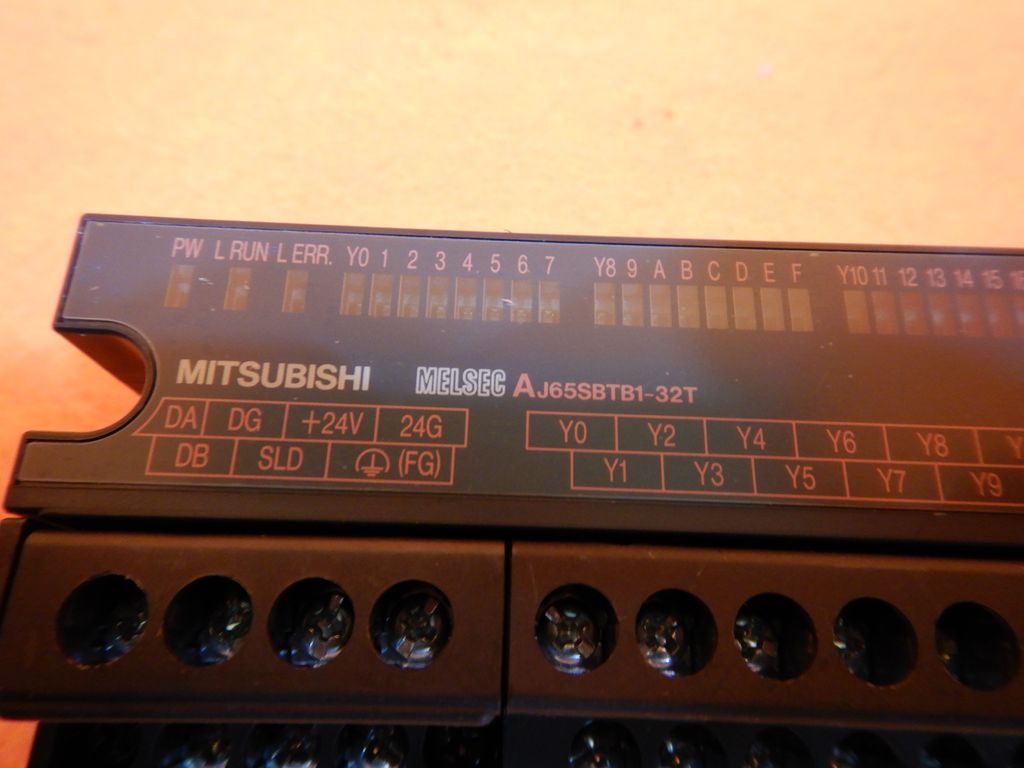 PW L RUN L ERR. Y0 1 2 3 4 5 6 7 Y8 9 A B C D E F Y10 11 12 13 14 15
MITSUBISHI MELSEC AJ65SBTB1-32T
DA DG +24V 24G Y0 Y2 Y4 Y6 Y8
DB SLD (FG) Y1 Y3 Y5 Y7 Y9